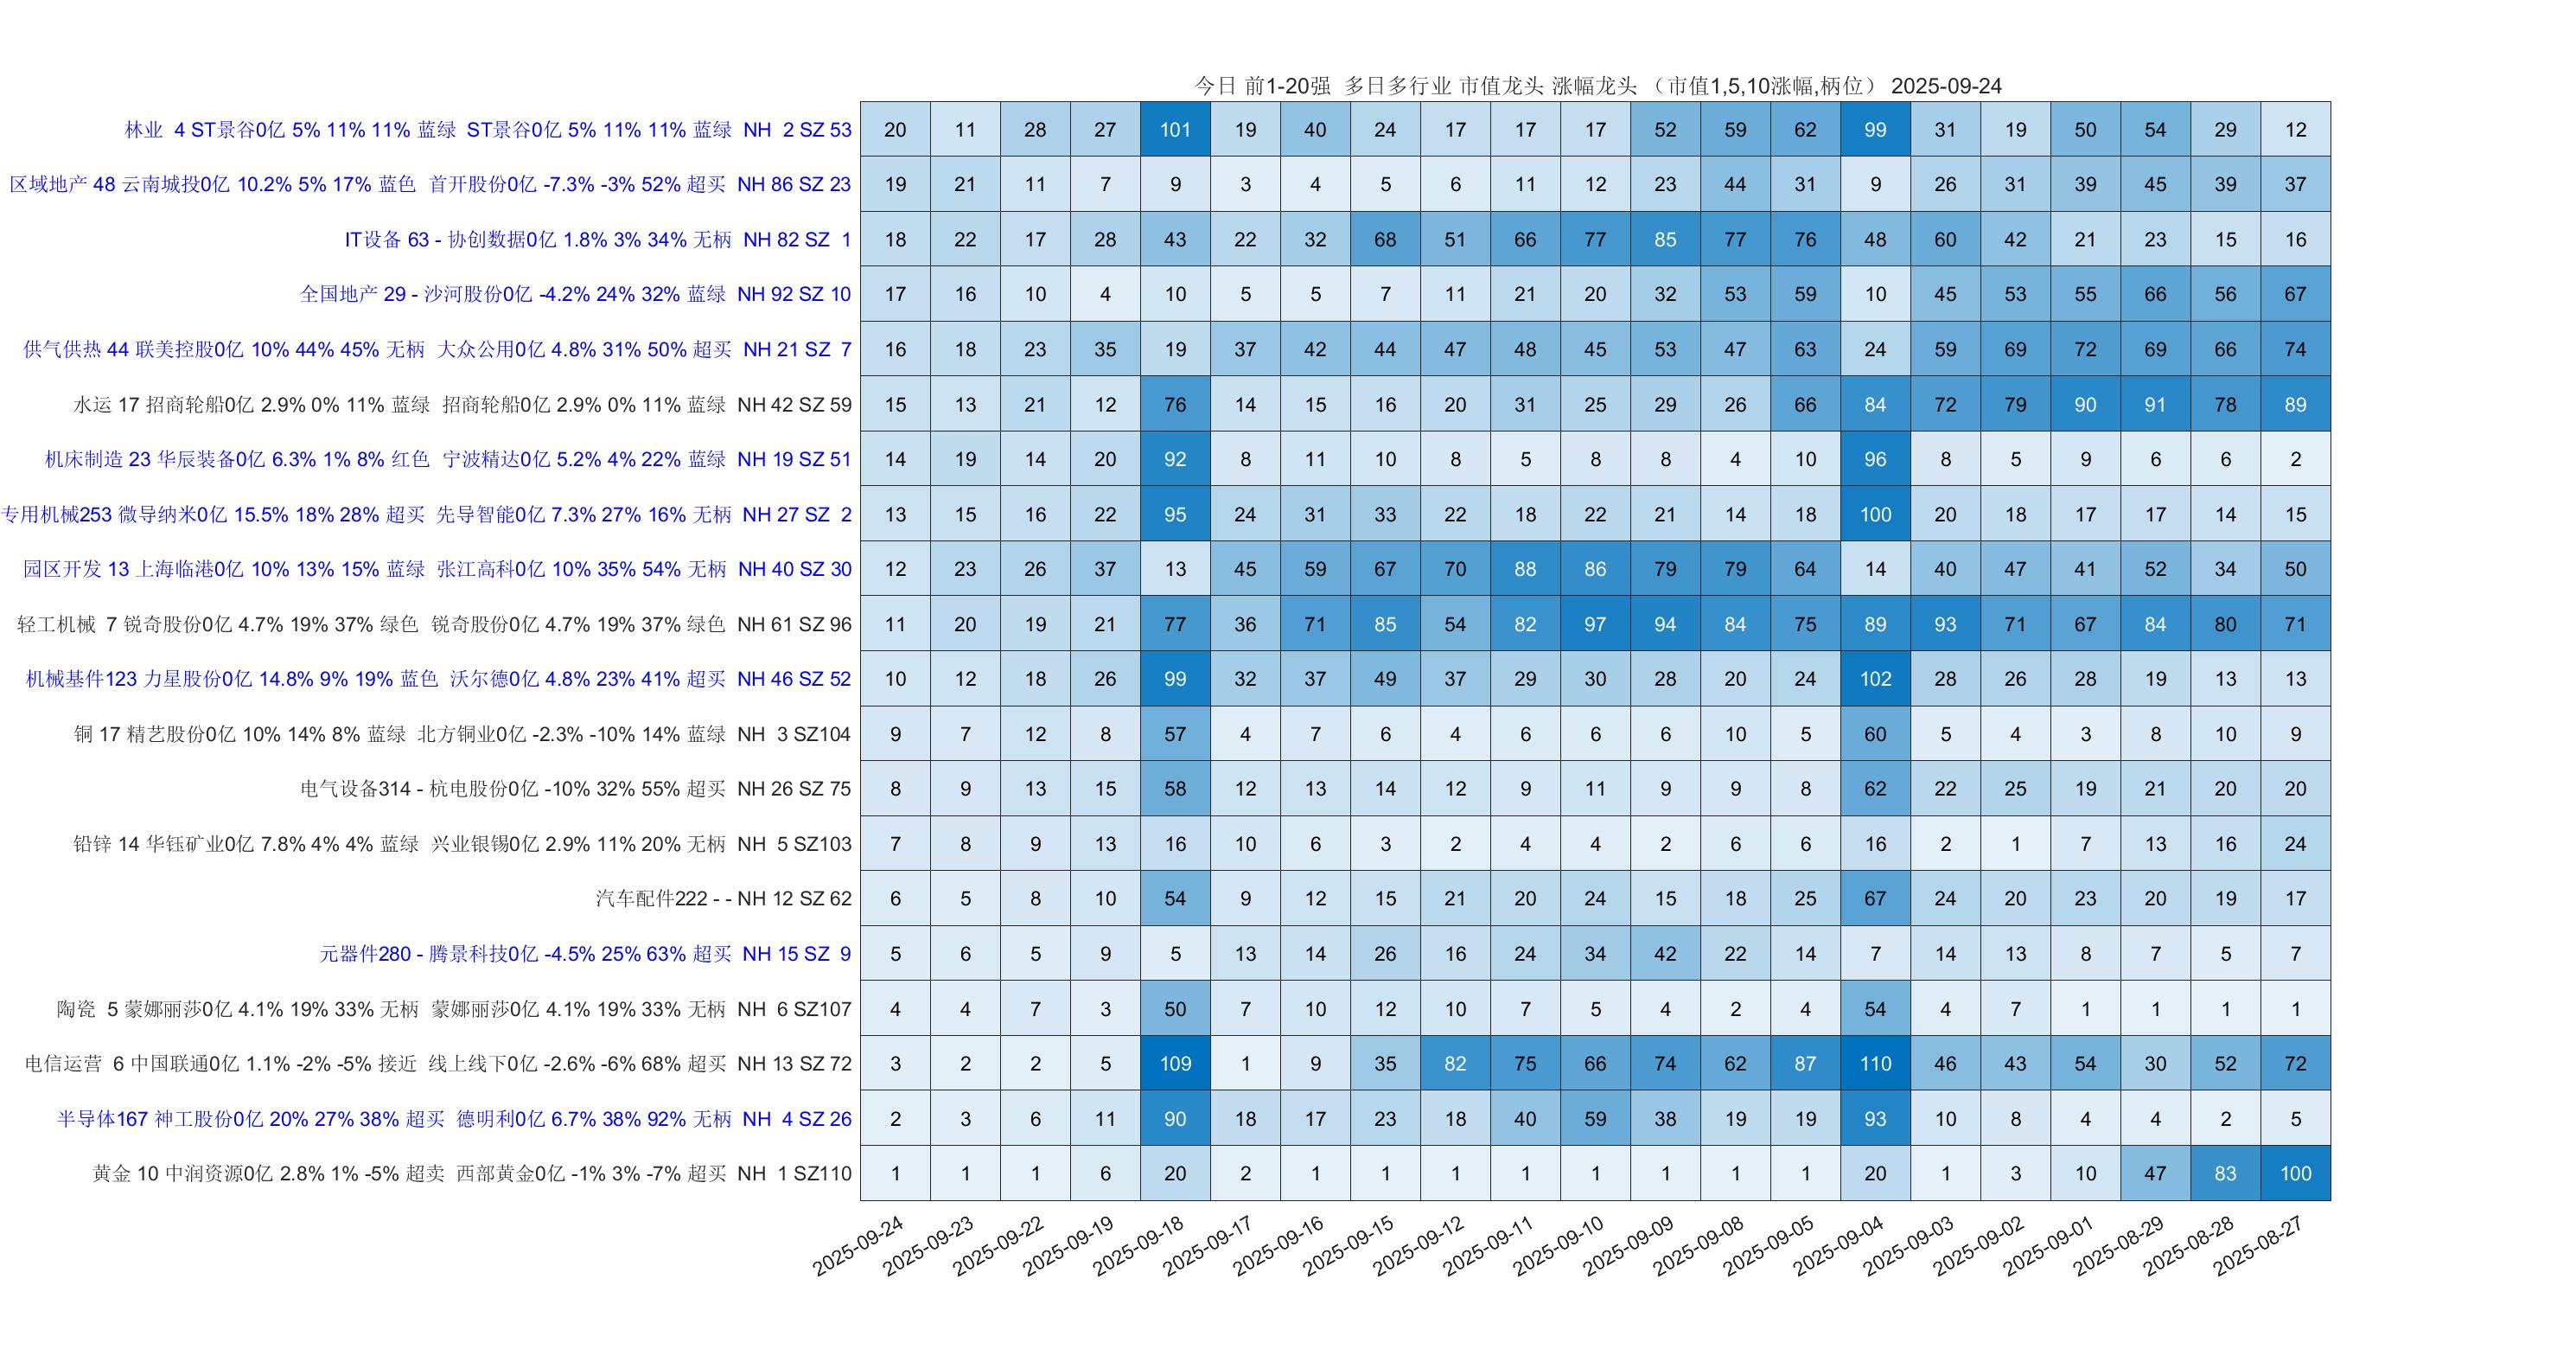 今日 前1-20强 多日多行业 市值龙头 涨幅龙头 （市值1,5,10涨幅,柄位） 2025-09-24
林业 4 ST景谷0亿 5% 11% 11% 蓝绿 ST景谷0亿 5% 11% 11% 蓝绿 NH 2 SZ 53 20 11 28 27 101 19 40 24 17 17 17 52 59 62 99 31 19 50 54 29 12
区域地产 48 云南城投0亿 10.2% 5% 17% 蓝色 首开股份0亿 -7.3% -3% 52% 超买 NH 86 SZ 23 19 21 11 7 9 3 4 5 6 11 12 23 44 31 9 26 31 39 45 39 37
IT设备 63 - 协创数据0亿 1.8% 3% 34% 无柄 NH 82 SZ 1 18 22 17 28 43 22 32 68 51 66 77 85 77 76 48 60 42 21 23 15 16
全国地产 29 - 沙河股份0亿 -4.2% 24% 32% 蓝绿 NH 92 SZ 10 17 16 10 4 10 5 5 7 11 21 20 32 53 59 10 45 53 55 66 56 67
供气供热 44 联美控股0亿 10% 44% 45% 无柄 大众公用0亿 4.8% 31% 50% 超买 NH 21 SZ 7 16 18 23 35 19 37 42 44 47 48 45 53 47 63 24 59 69 72 69 66 74
水运 17 招商轮船0亿 2.9% 0% 11% 蓝绿 招商轮船0亿 2.9% 0% 11% 蓝绿 NH 42 SZ 59 15 13 21 12 76 14 15 16 20 31 25 29 26 66 84 72 79 90 91 78 89
机床制造 23 华辰装备0亿 6.3% 1% 8% 红色 宁波精达0亿 5.2% 4% 22% 蓝绿 NH 19 SZ 51 14 19 14 20 92 8 11 10 8 5 8 8 4 10 96 8 5 9 6 6 2
专用机械253 微导纳米0亿 15.5% 18% 28% 超买 先导智能0亿 7.3% 27% 16% 无柄 NH 27 SZ 2 13 15 16 22 95 24 31 33 22 18 22 21 14 18 100 20 18 17 17 14 15
园区开发 13 上海临港0亿 10% 13% 15% 蓝绿 张江高科0亿 10% 35% 54% 无柄 NH 40 SZ 30 12 23 26 37 13 45 59 67 70 88 86 79 79 64 14 40 47 41 52 34 50
轻工机械 7 锐奇股份0亿 4.7% 19% 37% 绿色 锐奇股份0亿 4.7% 19% 37% 绿色 NH 61 SZ 96 11 20 19 21 77 36 71 85 54 82 97 94 84 75 89 93 71 67 84 80 71
机械基件123 力星股份0亿 14.8% 9% 19% 蓝色 沃尔德0亿 4.8% 23% 41% 超买 NH 46 SZ 52 10 12 18 26 99 32 37 49 37 29 30 28 20 24 102 28 26 28 19 13 13
铜 17 精艺股份0亿 10% 14% 8% 蓝绿 北方铜业0亿 -2.3% -10% 14% 蓝绿 NH 3 SZ104 9 7 12 8 57 4 7 6 4 6 6 6 10 5 60 5 4 3 8 10 9
电气设备314 - 杭电股份0亿 -10% 32% 55% 超买 NH 26 SZ 75 8 9 13 15 58 12 13 14 12 9 11 9 9 8 62 22 25 19 21 20 20
铅锌 14 华钰矿业0亿 7.8% 4% 4% 蓝绿 兴业银锡0亿 2.9% 11% 20% 无柄 NH 5 SZ103 7 8 9 13 16 10 6 3 2 4 4 2 6 6 16 2 1 7 13 16 24
汽车配件222 - - NH 12 SZ 62 6 5 8 10 54 9 12 15 21 20 24 15 18 25 67 24 20 23 20 19 17
元器件280 - 腾景科技0亿 -4.5% 25% 63% 超买 NH 15 SZ 9 5 6 5 9 5 13 14 26 16 24 34 42 22 14 7 14 13 8 7 5 7
陶瓷 5 蒙娜丽莎0亿 4.1% 19% 33% 无柄 蒙娜丽莎0亿 4.1% 19% 33% 无柄 NH 6 SZ107 4 4 7 3 50 7 10 12 10 7 5 4 2 4 54 4 7 1 1 1 1
电信运营 6 中国联通0亿 1.1% -2% -5% 接近 线上线下0亿 -2.6% -6% 68% 超买 NH 13 SZ 72 3 2 2 5 109 1 9 35 82 75 66 74 62 87 110 46 43 54 30 52 72
半导体167 神工股份0亿 20% 27% 38% 超买 德明利0亿 6.7% 38% 92% 无柄 NH 4 SZ 26 2 3 6 11 90 18 17 23 18 40 59 38 19 19 93 10 8 4 4 2 5
黄金 10 中润资源0亿 2.8% 1% -5% 超卖 西部黄金0亿 -1% 3% -7% 超买 NH 1 SZ110 1 1 1 6 20 2 1 1 1 1 1 1 1 1 20 1 3 10 47 83 100
2025-09-24 2025-09-23 2025-09-22 2025-09-19 2025-09-18 2025-09-17 2025-09-16 2025-09-15 2025-09-12 2025-09-11 2025-09-10 2025-09-09 2025-09-08 2025-09-05 2025-09-04 2025-09-03 2025-09-02 2025-09-01 2025-08-29 2025-08-28 2025-08-27